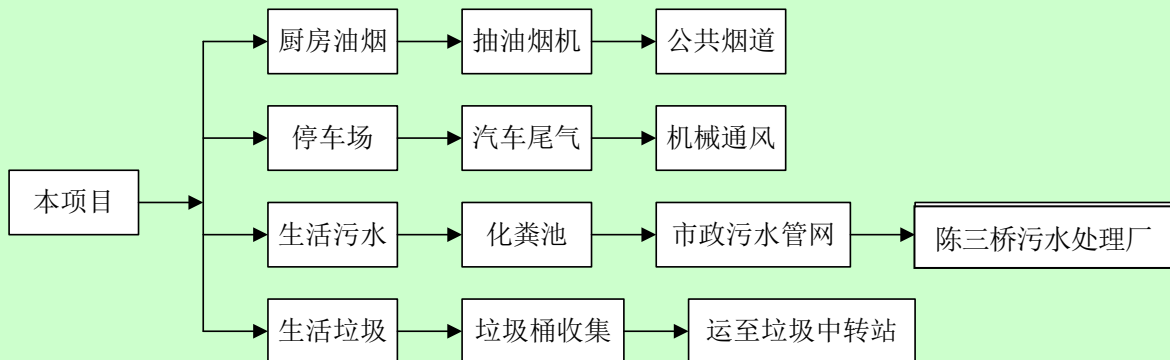 厨房油烟
抽油烟机
公共烟道
停车场
汽车尾气
机械通风
本项目
生活污水
化粪池
市政污水管网
陈三桥污水处理厂
生活垃圾
垃圾桶收集
运至垃圾中转站